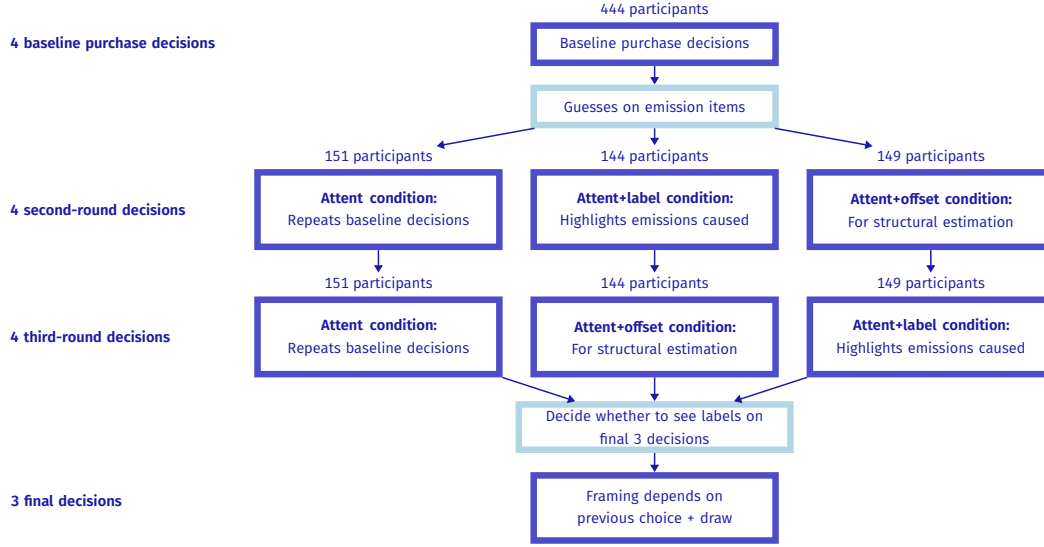 444 participants
4 baseline purchase decisions
Baseline purchase decisions
Guesses on emission items
151 participants
144 participants
149 participants
4 second-round decisions
Attent condition:
Repeats baseline decisions
Attent+label condition:
Highlights emissions caused
Attent+offset condition:
For structural estimation
151 participants
144 participants
149 participants
4 third-round decisions
Attent condition:
Repeats baseline decisions
Attent+offset condition:
For structural estimation
Attent+label condition:
Highlights emissions caused
Decide whether to see labels on
final 3 decisions
3 final decisions
Framing depends on
previous choice + draw